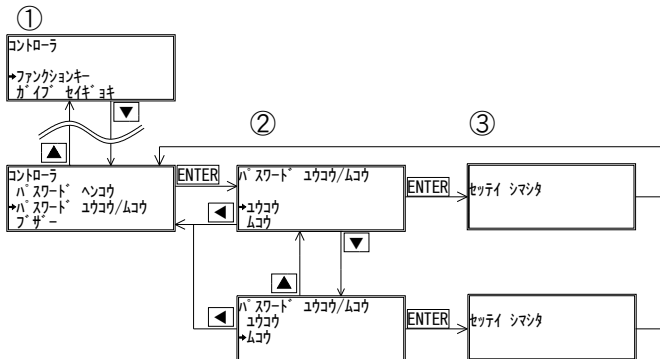 ①
コントローラ
→ファンクションキー
ガイブ セイギョキ
▼
②
③
▲
コントローラ
パスワード ヘンコウ
→パスワード ユウコウ/ムコウ
ブザー
ENTER
◀
パスワード ユウコウ/ムコウ
→ユウコウ
ムコウ
ENTER
セッテイ シマシタ
▲
▼
◀
パスワード ユウコウ/ムコウ
ユウコウ
→ムコウ
ENTER
セッテイ シマシタ